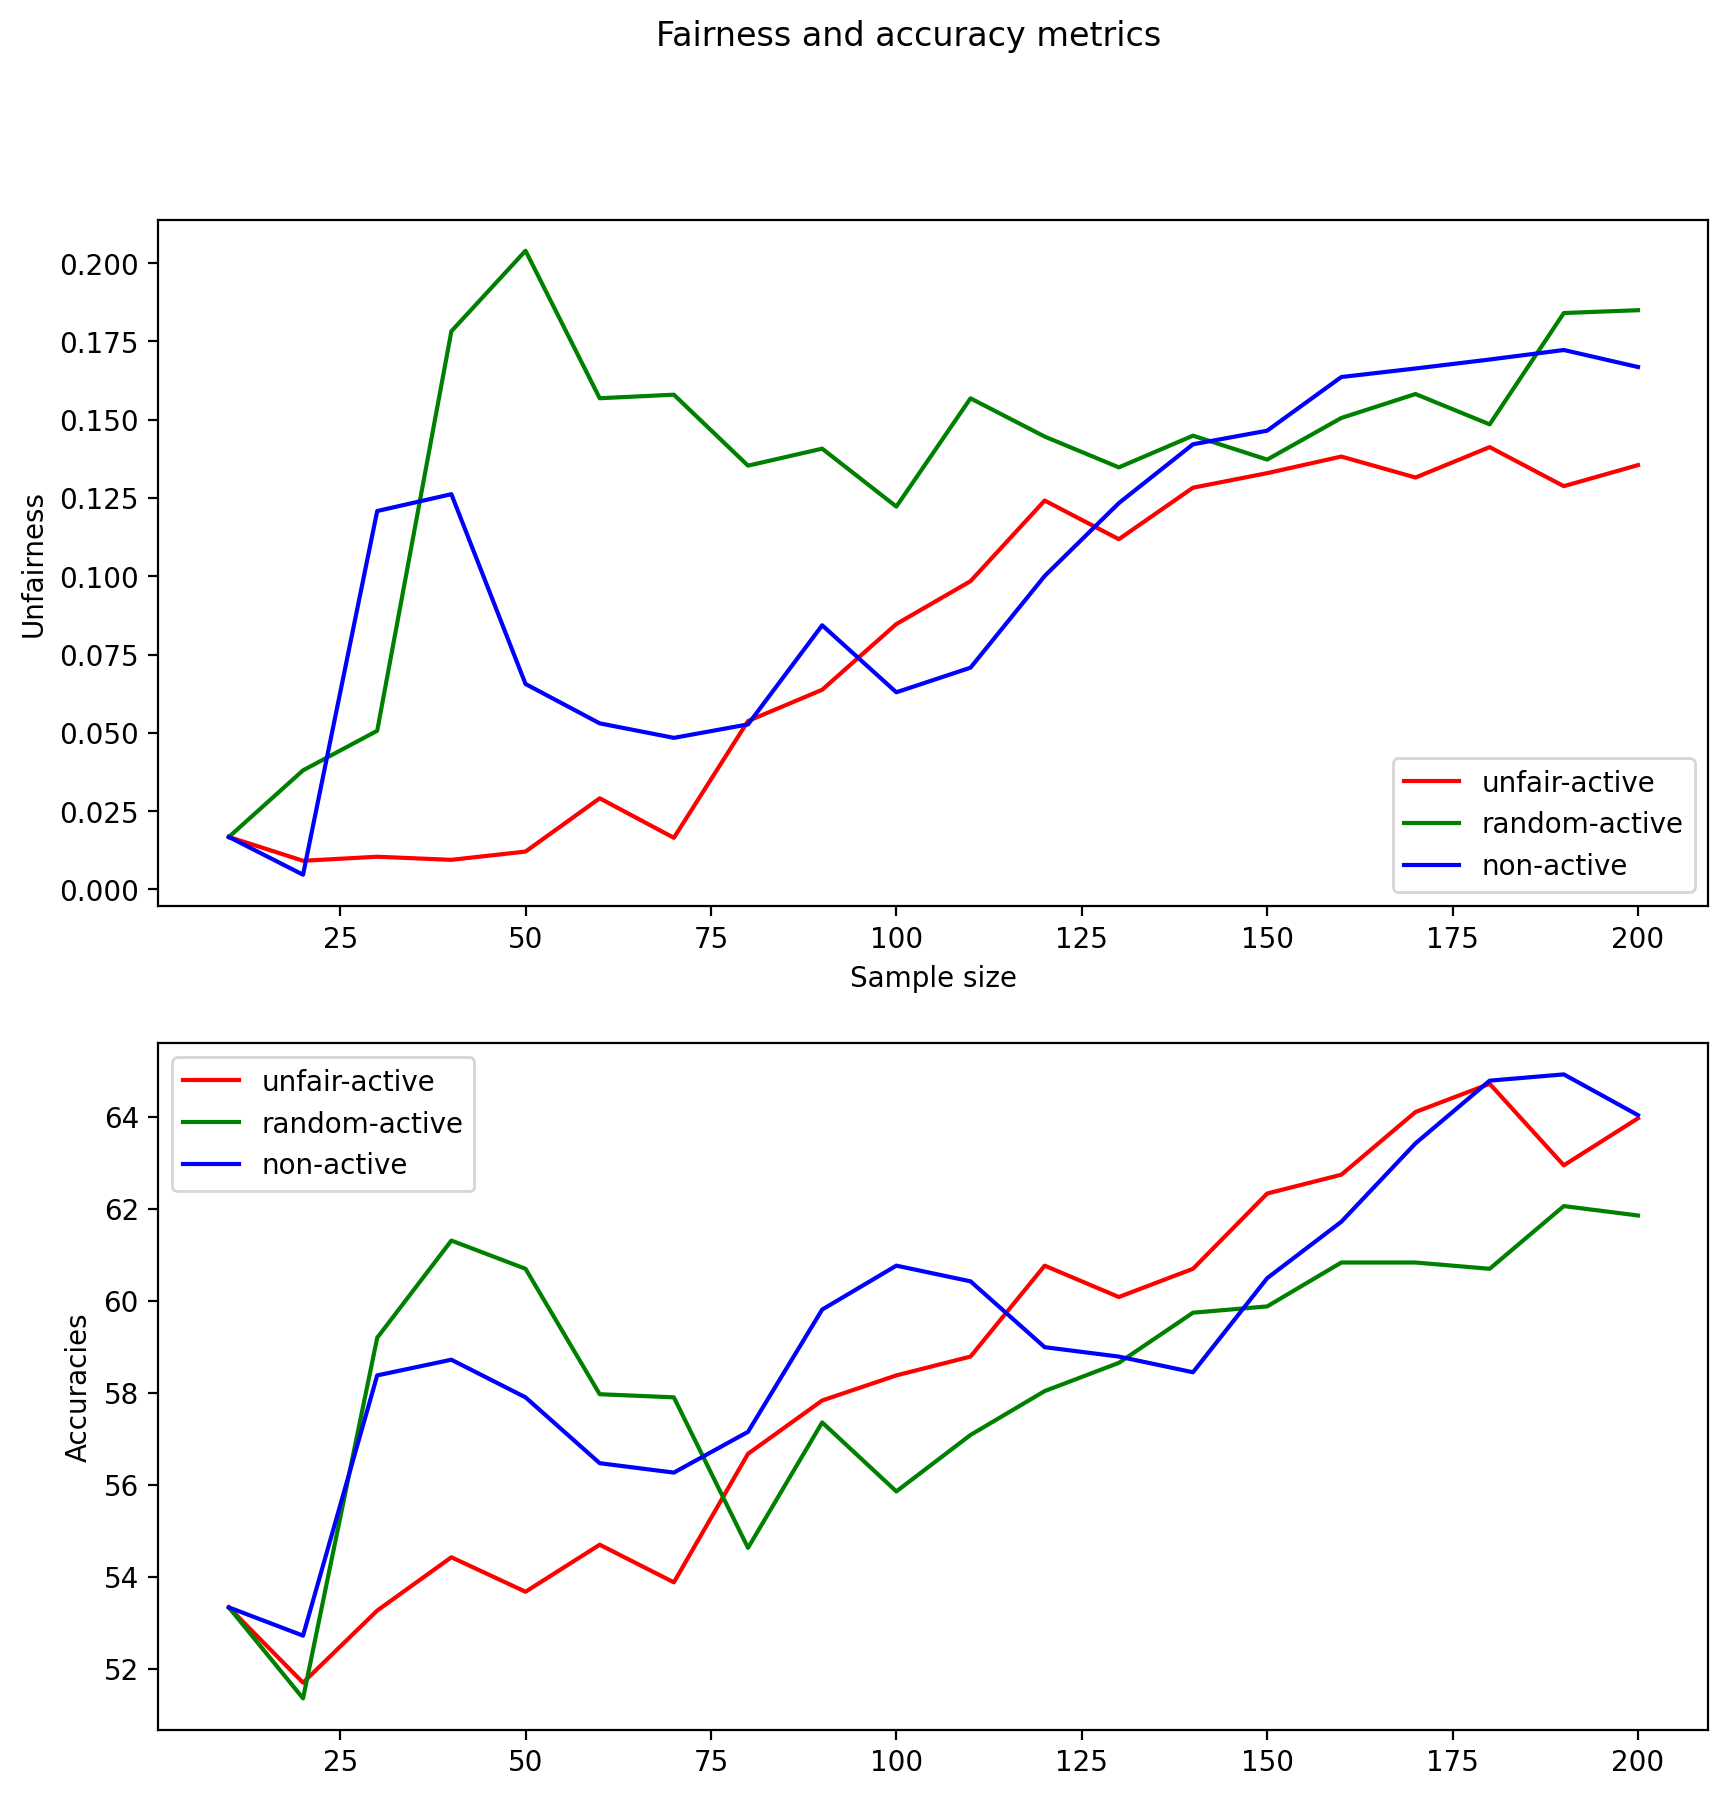 Fairness and accuracy metrics
0.200
0.175
0.150
0.125
0.100
0.075
0.050
0.025
0.000
Unfairness
unfair-active
random-active
non-active
25 50 75 100 125 150 175 200
Sample size
unfair-active
random-active
non-active
64
62
60
58
56
54
52
Accuracies
25 50 75 100 125 150 175 200